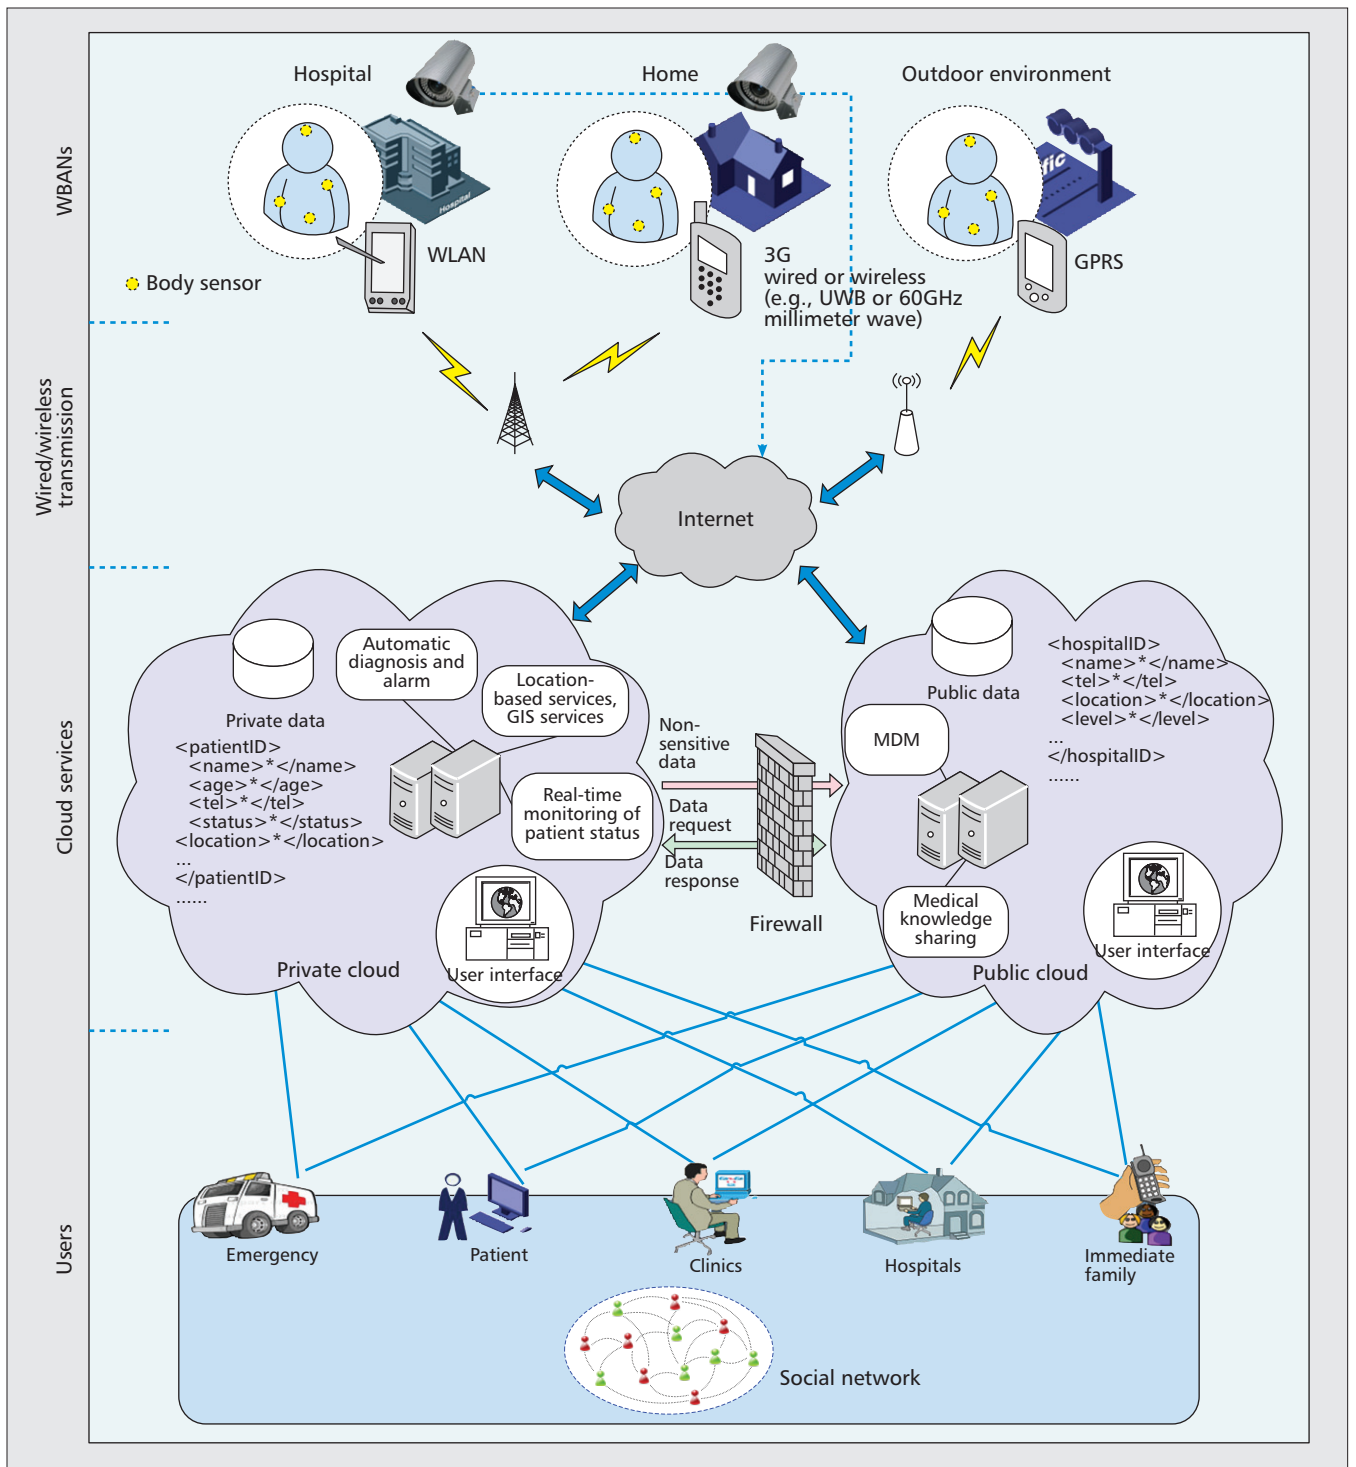 Hospital
Home
Outdoor environment
WBANs
Hospital
fic
WLAN
3G
wired or wireless
(e.g., UWB or 60GHz
millimeter wave)
GPRS
Body sensor
Wired/wireless
transmission
Internet
Cloud services
Private data
<patientID>
<name>*</name>
<age>*</age>
<tel>*</tel>
<status>*</status>
<location>*</location>
...
</patientID>
......
Automatic
diagnosis and
alarm
Location-
based services,
GIS services
Real-time
monitoring of
patient status
User interface
Private cloud
Non-
sensitive
data
Data
request
Data
response
Firewall
Public data
<hospitalID>
<name>*</name>
<tel>*</tel>
<location>*</location>
<level>*</level>
...
</hospitalID>
......
MDM
Medical
knowledge
sharing
User interface
Public cloud
Users
Emergency
Patient
Clinics
Hospitals
Immediate
family
Social network